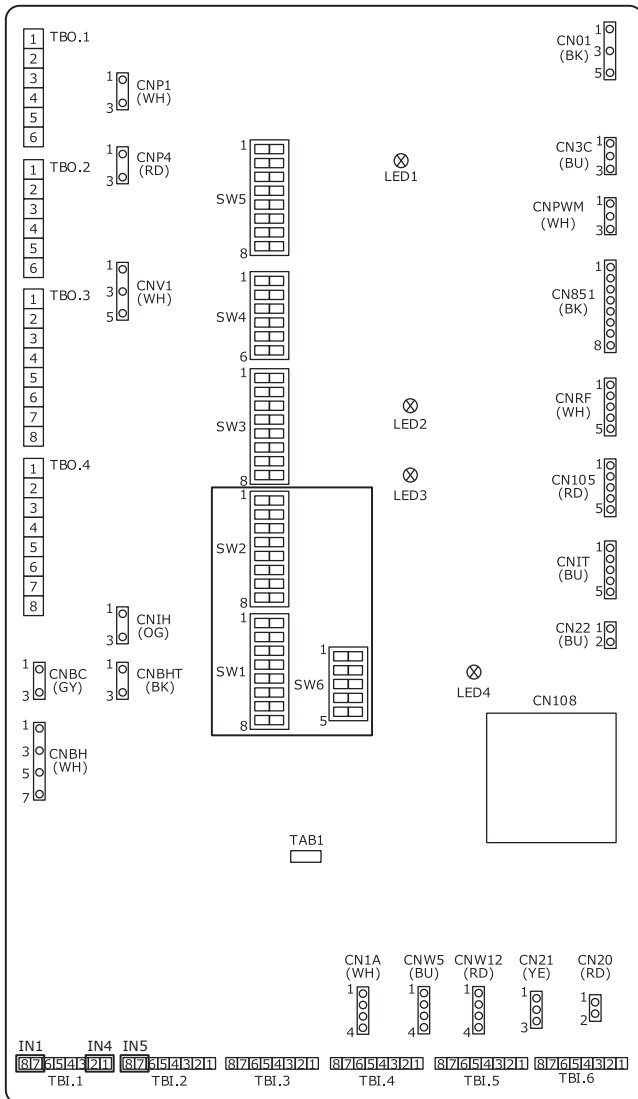 TBO.1
1
2
3
4
5
6
TBO.2
1
2
3
4
5
6
TBO.3
1
2
3
4
5
6
7
8
TBO.4
1
2
3
4
5
6
7
8
CNP1
(WH)
1
3
CNP4
(RD)
1
3
CNV1
(WH)
1
3
5
CNIH
(OG)
1
3
CNBC
(GY)
1
3
CNBHT
(BK)
1
3
CNBH
(WH)
1
3
5
7
SW5
1
8
SW4
1
6
SW3
1
8
SW2
1
8
SW1
1
8
SW6
1
5
LED1
LED2
LED3
LED4
CN01
(BK)
1
3
5
CN3C
(BU)
1
3
CNPWM
(WH)
1
3
CN851
(BK)
1
8
CNRF
(WH)
1
5
CN105
(RD)
1
5
CNIT
(BU)
1
5
CN22
(BU)
1
2
CN108
TAB1
CN1A
(WH)
1
4
CNW5
(BU)
1
4
CNW12
(RD)
1
4
CN21
(YE)
1
3
CN20
(RD)
1
2
IN1 IN4 IN5
87654321 87654321 87654321 87654321 87654321 87654321
TBI.1 TBI.2 TBI.3 TBI.4 TBI.5 TBI.6